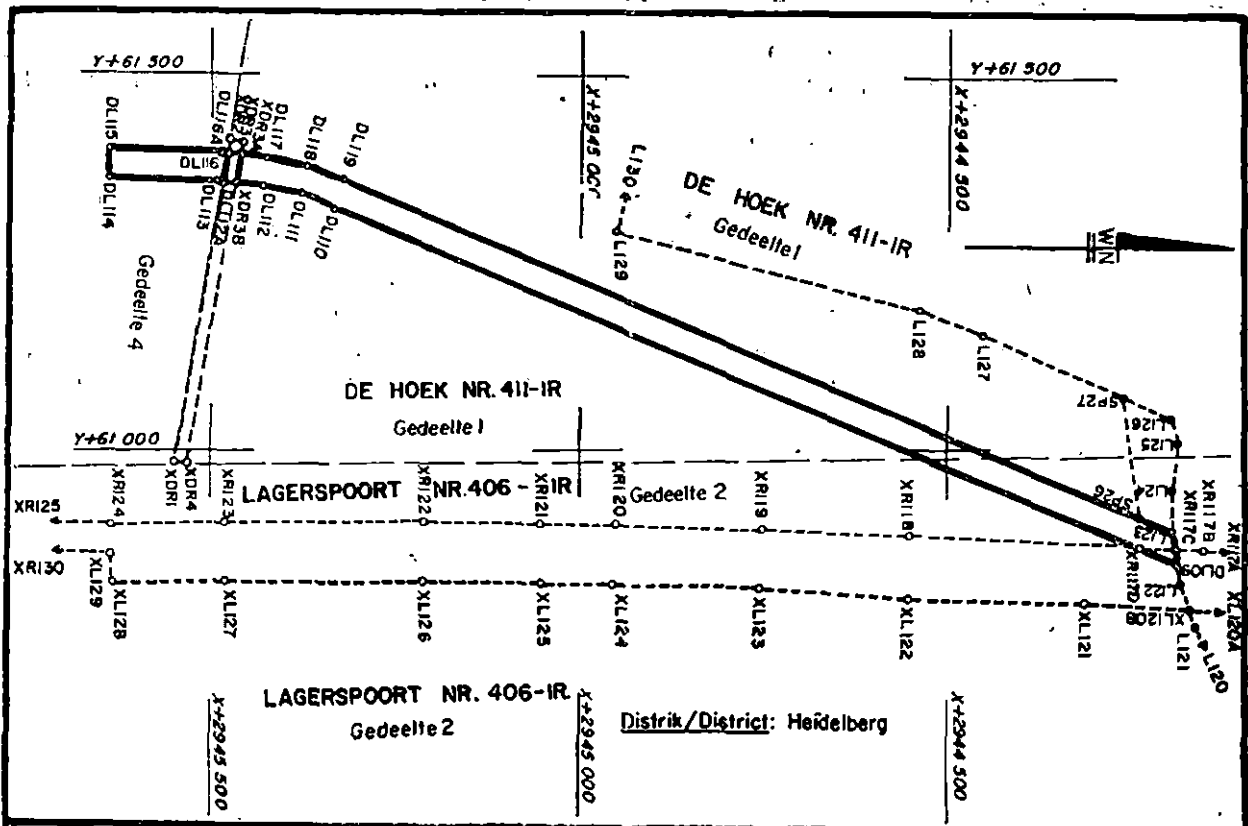 Y+61 500
Y+61 500
X+2945 000
X+2944 500
DL115
DL116A
XDR3A
DL117
DL118
DL119
DL116
DL114
DL113
XDR3B
DL112
DL111
DL110
L130
L129
DE HOEK NR. 411-IR
Gedeelte 1
WN
Gedeelte 4
L128
L127
SP27
L126
L125
DE HOEK NR. 411-IR
Gedeelte 1
Y+61 000
XDR1
XDR4
LAGERSPOORT NR. 406-IR
Gedeelte 2
XR125
XR124
XR123
XR122
XR121
XR120
XR119
XR118
SP26
L124
L123
XR117D
XR117C
XR117B
XR117A
XR130
XL129
XL128
XL127
XL126
XL125
XL124
XL123
XL122
XL121
L122
DL109
XL120B
XL120A
L121
L120
LAGERSPOORT NR. 406-IR
Gedeelte 2
X+2945 500
X+2945 000
Distrik/District: Heidelberg
X+2944 500